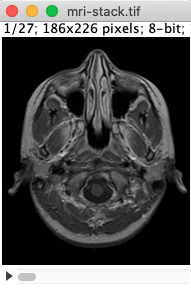 mri-stack.tif
1/27; 186x226 pixels; 8-bit;